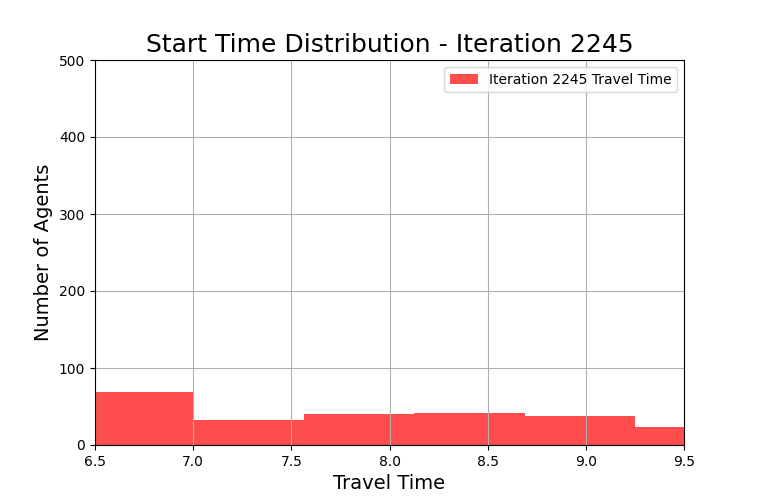 Start Time Distribution - Iteration 2245
500
Iteration 2245 Travel Time
400
300
200
100
0
Number of Agents
6.5 7.0 7.5 8.0 8.5 9.0 9.5
Travel Time